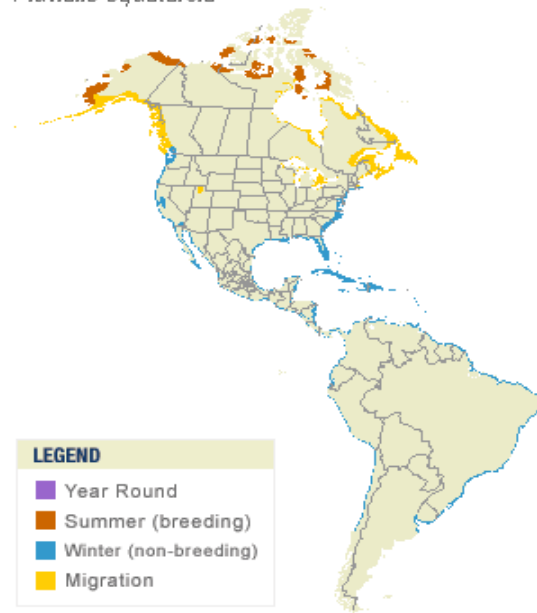 LEGEND
Year Round
Summer (breeding)
Winter (non-breeding)
Migration